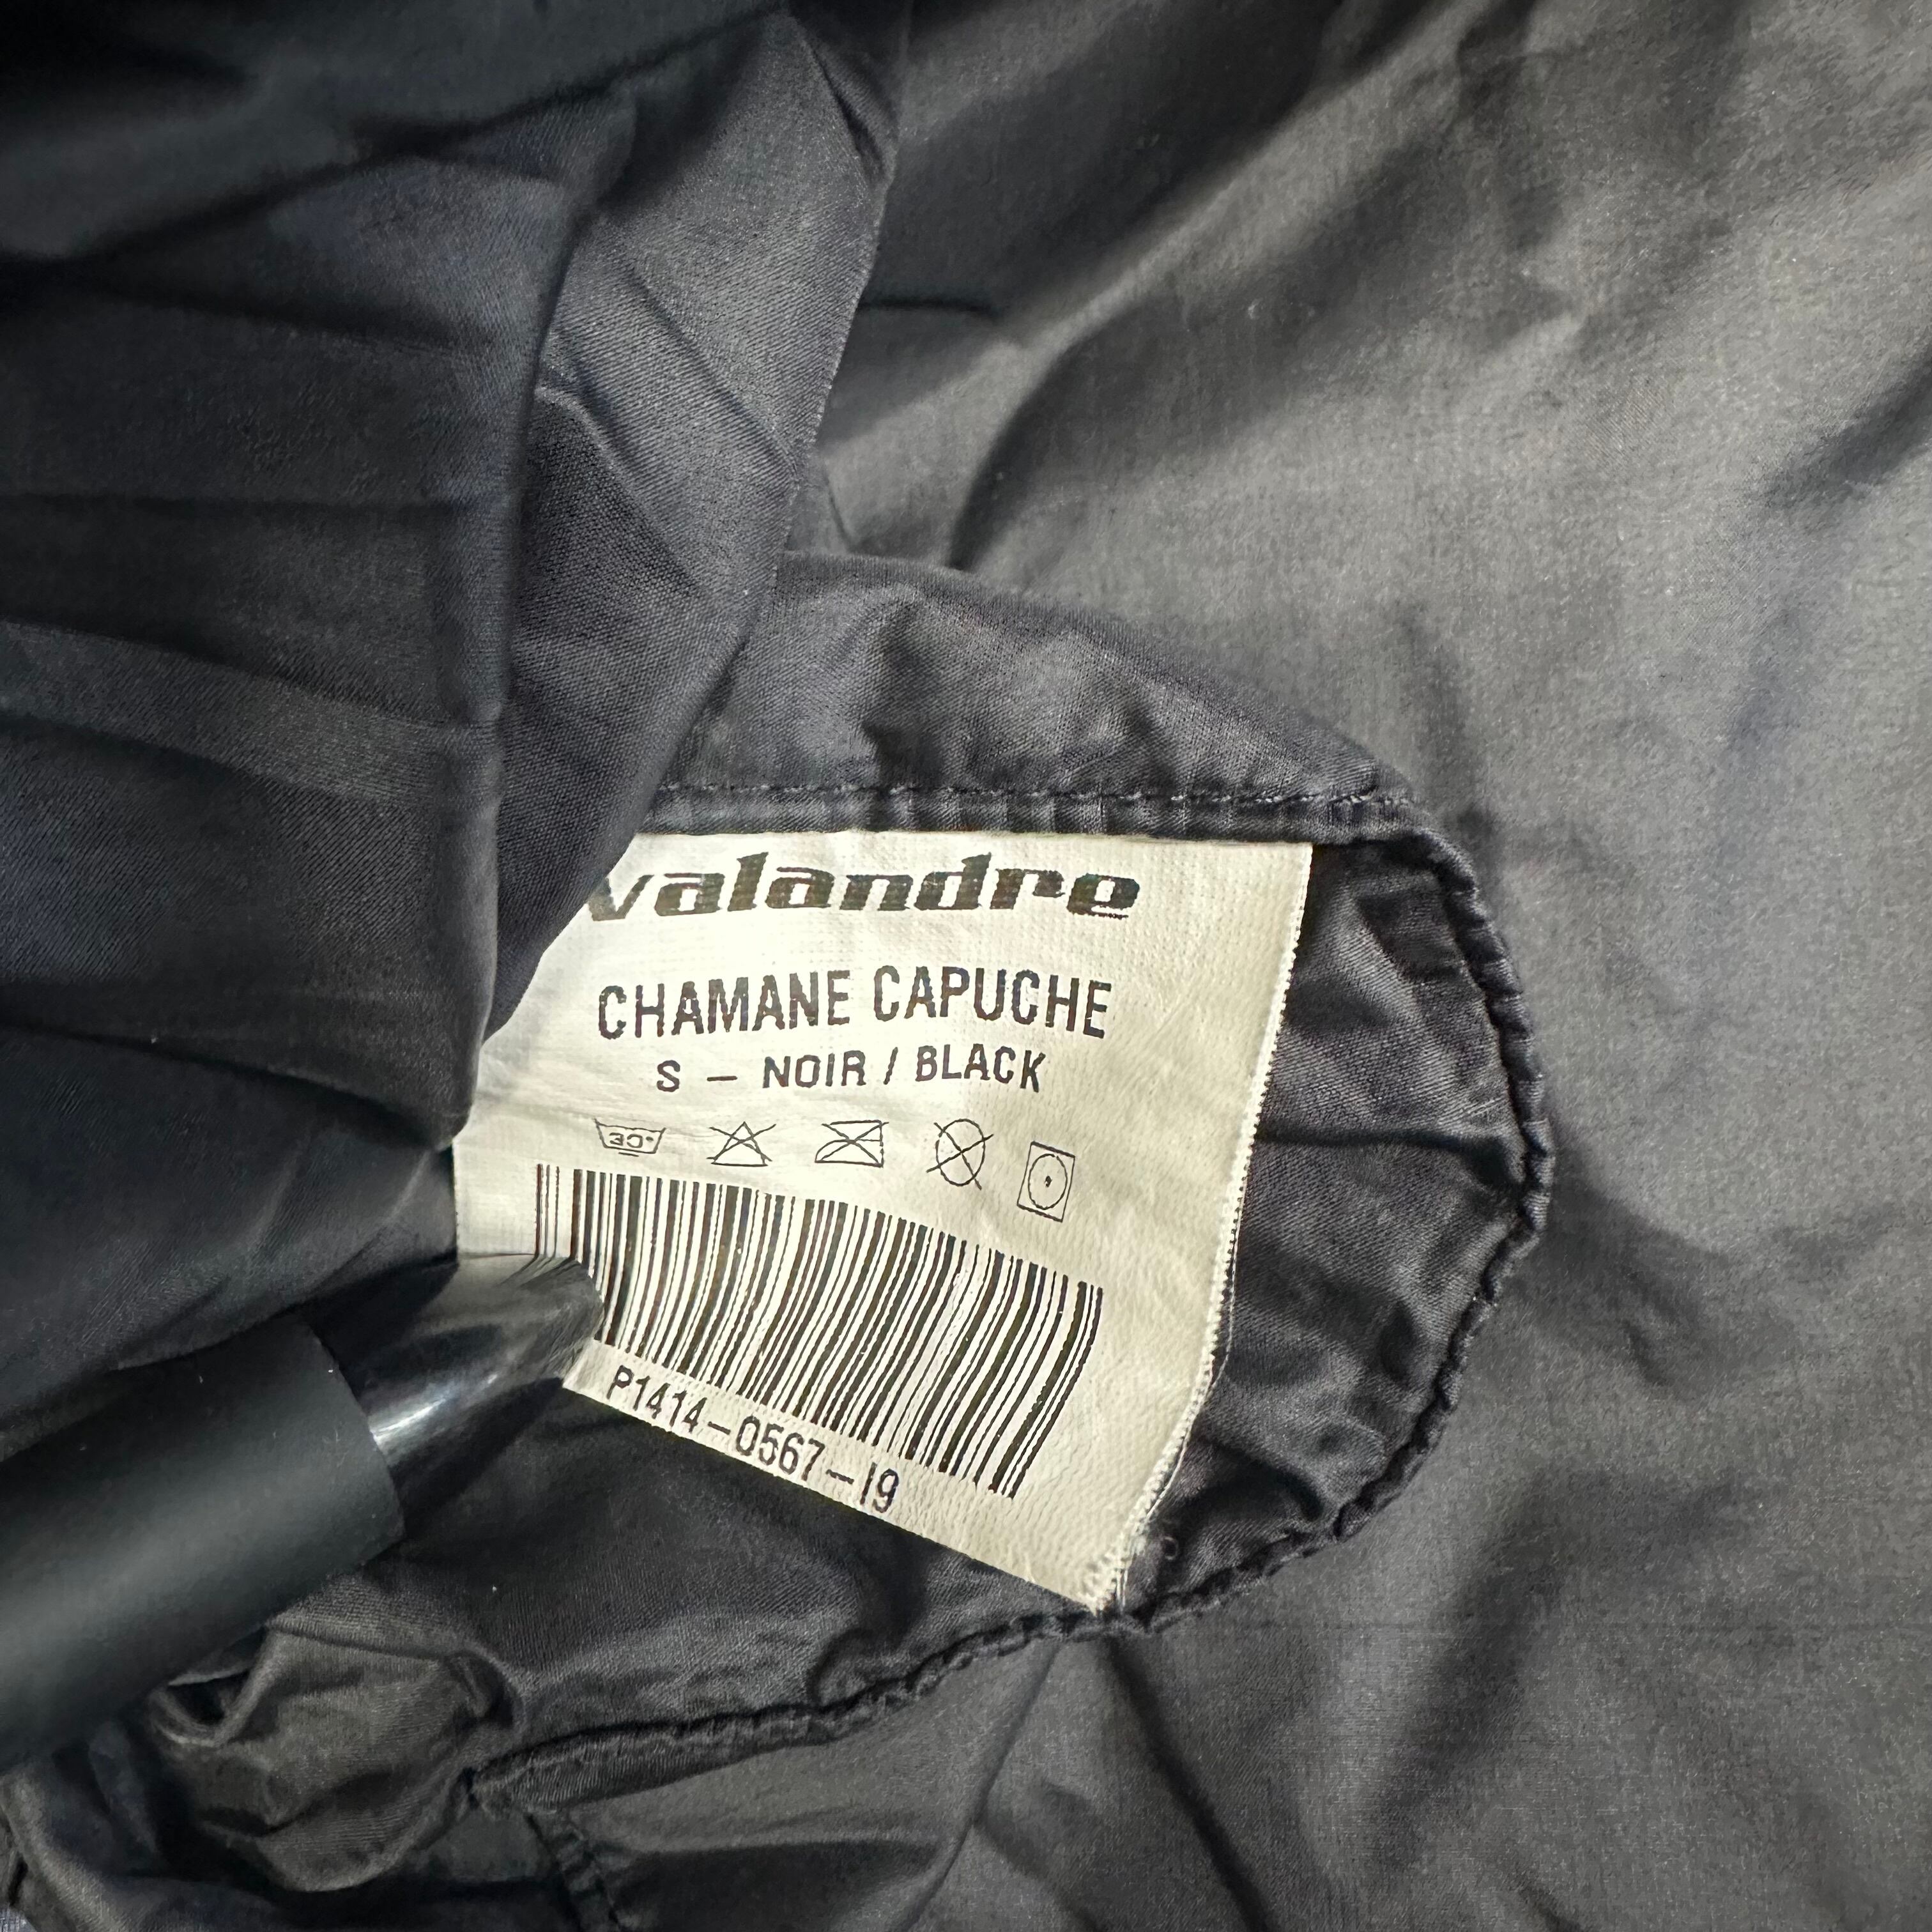 valandre
CHAMANE CAPUCHE
S – NOIR / BLACK
P1414-0567-19